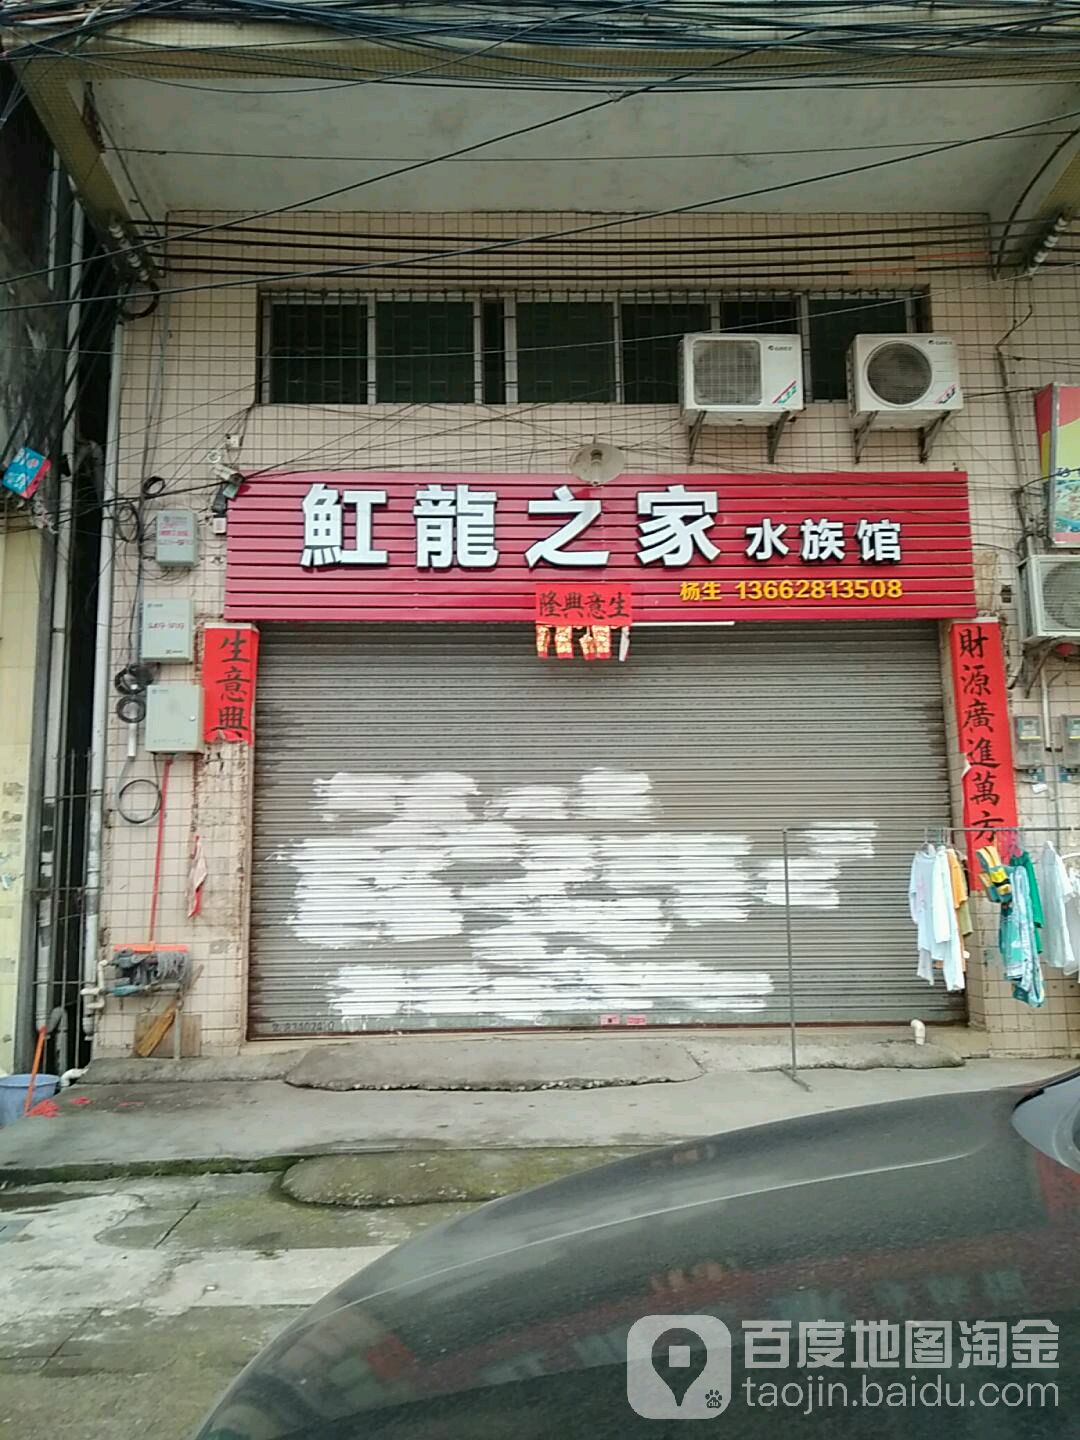 魟龍之家 水族馆
杨生 13662813508
隆興意生
生意興
財源廣進萬方
百度地图淘金
taojin.baidu.com